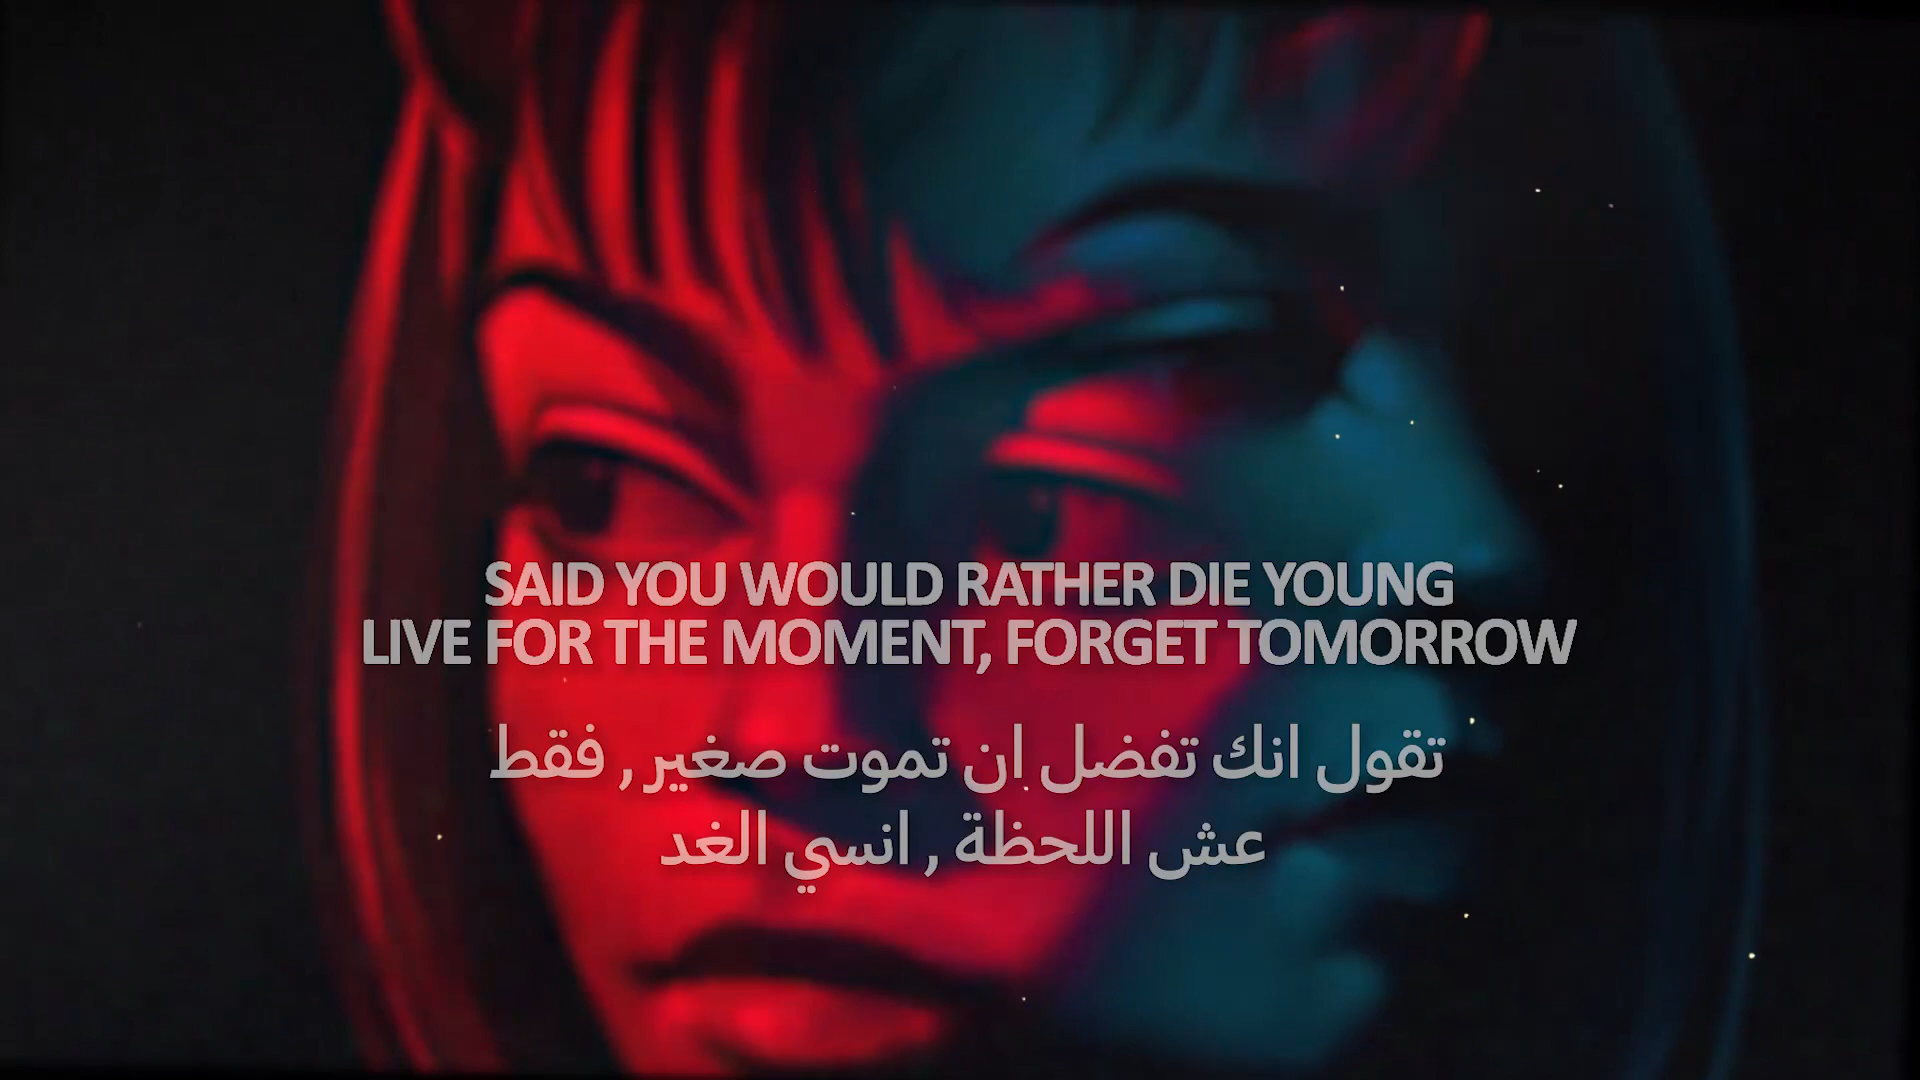 SAID YOU WOULD RATHER DIE YOUNG
LIVE FOR THE MOMENT, FORGET TOMORROW
تقول انك تفضل ان تموت صغير , فقط
عش اللحظة , انسي الغد